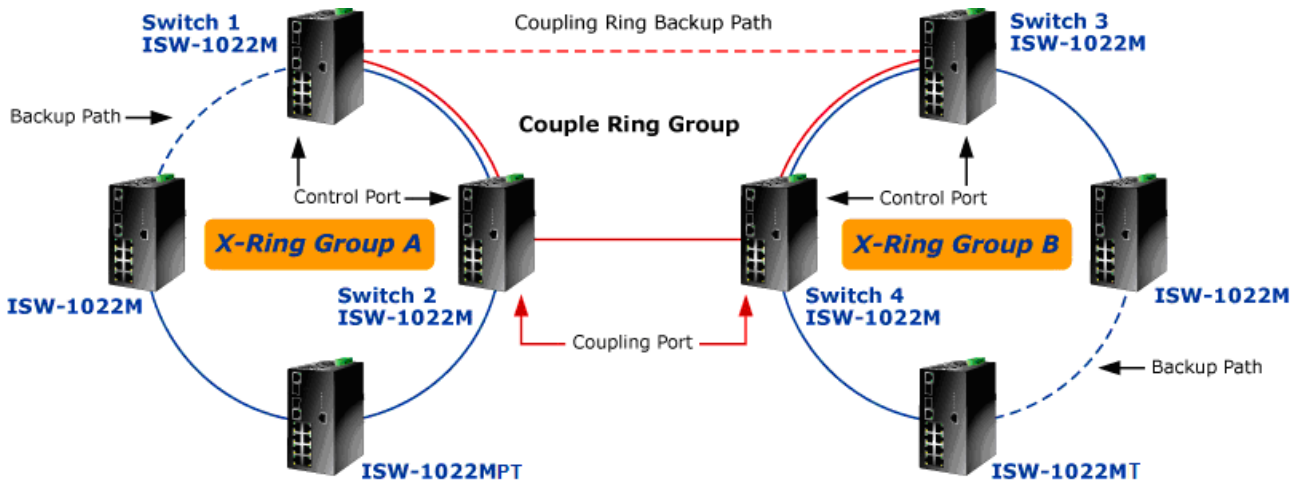 Switch 1
ISW-1022M
Coupling Ring Backup Path
Switch 3
ISW-1022M
Backup Path
Couple Ring Group
Control Port
Control Port
X-Ring Group A
X-Ring Group B
ISW-1022M
Switch 2
ISW-1022M
Switch 4
ISW-1022M
ISW-1022M
Coupling Port
Backup Path
ISW-1022MPT
ISW-1022MT